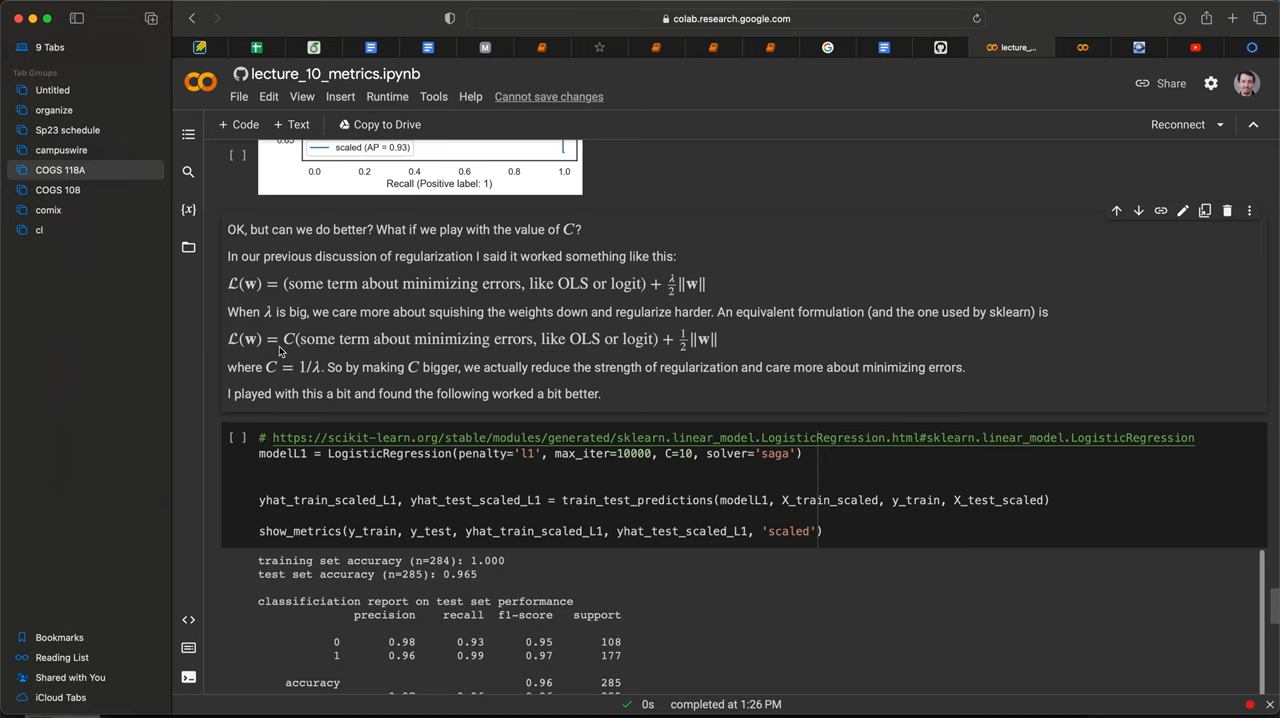 colab.research.google.com
9 Tabs
Tab Groups
Untitled
organize
Sp23 schedule
campuswire
COGS 118A
COGS 108
comix
cl
Bookmarks
Reading List
Shared with You
iCloud Tabs
M
lecture_...
lecture_10_metrics.ipynb
File Edit View Insert Runtime Tools Help Cannot save changes
Share
+ Code + Text Copy to Drive
Reconnect
{x}
[ ]
scaled (AP = 0.93)
0.0 0.2 0.4 0.6 0.8 1.0
Recall (Positive label: 1)
OK, but can we do better? What if we play with the value of C?
In our previous discussion of regularization I said it worked something like this:
ℒ(w) = (some term about minimizing errors, like OLS or logit) + λ/2 ‖w‖
When λ is big, we care more about squishing the weights down and regularize harder. An equivalent formulation (and the one used by sklearn) is
ℒ(w) = C(some term about minimizing errors, like OLS or logit) + 1/2 ‖w‖
where C = 1/λ. So by making C bigger, we actually reduce the strength of regularization and care more about minimizing errors.
I played with this a bit and found the following worked a bit better.
[ ] # https://scikit-learn.org/stable/modules/generated/sklearn.linear_model.LogisticRegression.html#sklearn.linear_model.LogisticRegression
modelL1 = LogisticRegression(penalty='l1', max_iter=10000, C=10, solver='saga')
yhat_train_scaled_L1, yhat_test_scaled_L1 = train_test_predictions(modelL1, X_train_scaled, y_train, X_test_scaled)
show_metrics(y_train, y_test, yhat_train_scaled_L1, yhat_test_scaled_L1, 'scaled')
training set accuracy (n=284): 1.000
test set accuracy (n=285): 0.965
classificiation report on test set performance
precision recall f1-score support
0 0.98 0.93 0.95 108
1 0.96 0.99 0.97 177
accuracy 0.96 285
0s completed at 1:26 PM